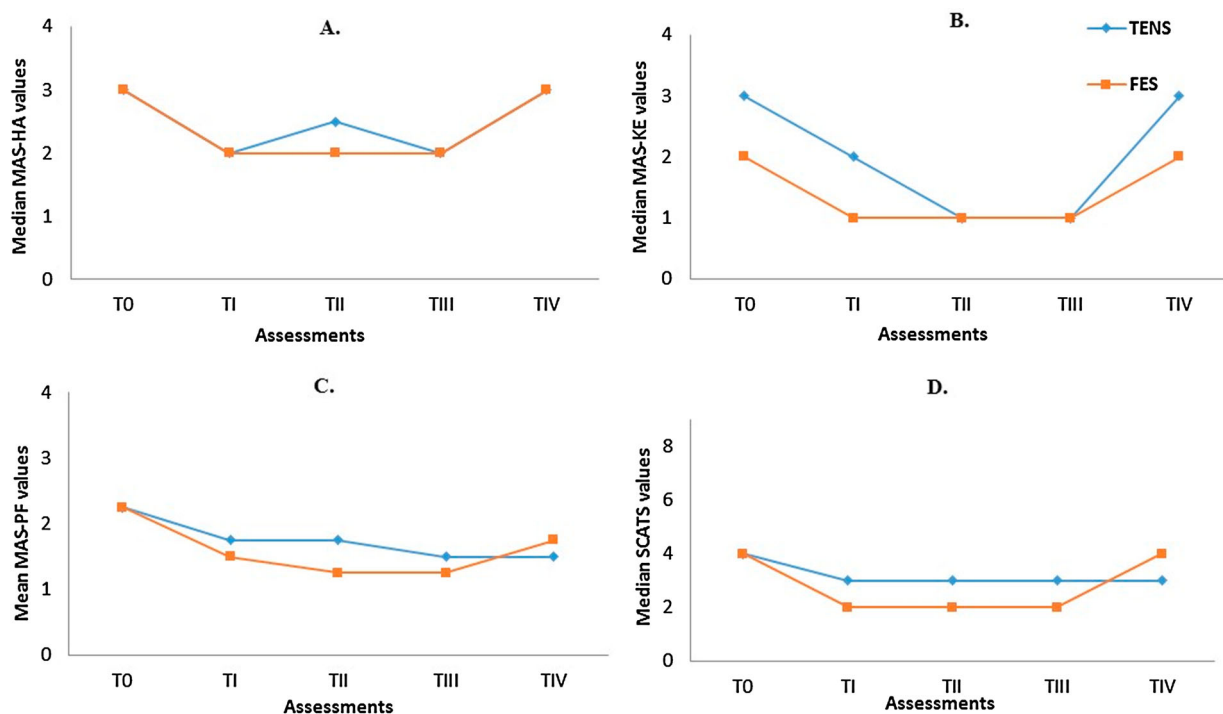 A.
Median MAS-HA values
4
3
2
1
0
T0 TI TII TIII TIV
Assessments
B.
TENS
FES
Median MAS-KE values
4
3
2
1
0
T0 TI TII TIII TIV
Assessments
C.
Mean MAS-PF values
4
3
2
1
0
T0 TI TII TIII TIV
Assessments
D.
Median SCATS values
8
6
4
2
0
T0 TI TII TIII TIV
Assessments